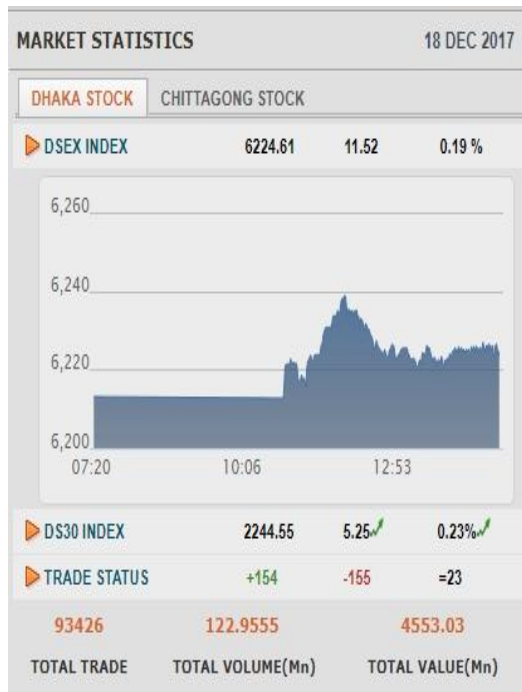 MARKET STATISTICS 18 DEC 2017
DHAKA STOCK CHITTAGONG STOCK
DSEX INDEX 6224.61 11.52 0.19 %
6,260
6,240
6,220
6,200
07:20 10:06 12:53
DS30 INDEX 2244.55 5.25 0.23%
TRADE STATUS +154 -155 =23
93426 122.9555 4553.03
TOTAL TRADE TOTAL VOLUME(Mn) TOTAL VALUE(Mn)